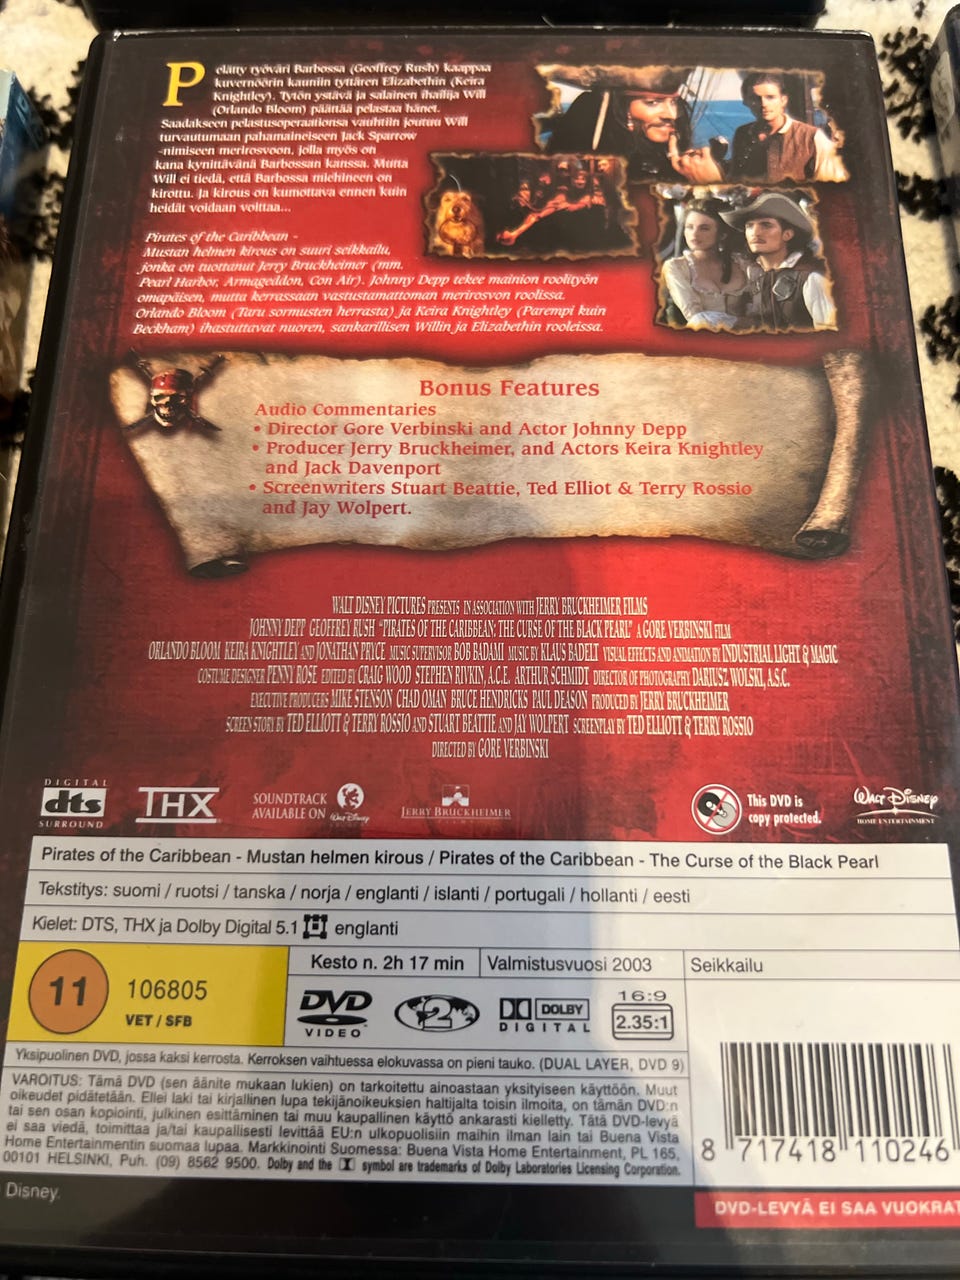 Pelätty ryöväri Barbossa (Geoffrey Rush) kaappaa
kuvernöörin kauniin tyttären Elizabethin (Keira
Knightley). Tytön ystävä ja salainen ihailija Will
(Orlando Bloom) päättää pelastaa hänet.
Saadakseen pelastusoperaationsa vauhtiin joutuu Will
turvautumaan pahamaineiseen Jack Sparrow
-nimiseen merirosvoon, jolla myös on
kana kynittävänä Barbossan kanssa. Mutta
Will ei tiedä, että Barbossa miehineen on
kirottu. Ja kirous on kumottava ennen kuin
heidät voidaan voittaa...
Pirates of the Caribbean -
Mustan helmen kirous on suuri seikkailu,
jonka on tuottanut Jerry Bruckheimer (mm.
Pearl Harbor, Armageddon, Con Air). Johnny Depp tekee mainion roolityön
omapäisen, mutta kerrassaan vastustamattoman merirosvon roolissa.
Orlando Bloom (Taru sormusten herrasta) ja Keira Knightley (Parempi kuin
Beckham) ihastuttavat nuoren, sankarillisen Willin ja Elizabethin rooleissa.
Bonus Features
Audio Commentaries
• Director Gore Verbinski and Actor Johnny Depp
• Producer Jerry Bruckheimer, and Actors Keira Knightley
and Jack Davenport
• Screenwriters Stuart Beattie, Ted Elliot & Terry Rossio
and Jay Wolpert.
WALT DISNEY PICTURES PRESENTS IN ASSOCIATION WITH JERRY BRUCKHEIMER FILMS
JOHNNY DEPP GEOFFREY RUSH "PIRATES OF THE CARIBBEAN: THE CURSE OF THE BLACK PEARL" A GORE VERBINSKI FILM
ORLANDO BLOOM KEIRA KNIGHTLEY AND JONATHAN PRYCE MUSIC SUPERVISOR BOB BADAMI MUSIC BY KLAUS BADELT VISUAL EFFECTS AND ANIMATION BY INDUSTRIAL LIGHT & MAGIC
COSTUME DESIGNER PENNY ROSE EDITED BY CRAIG WOOD STEPHEN RIVKIN, A.C.E. ARTHUR SCHMIDT DIRECTOR OF PHOTOGRAPHY DARIUSZ WOLSKI, A.S.C.
EXECUTIVE PRODUCERS MIKE STENSON CHAD OMAN BRUCE HENDRICKS PAUL DEASON PRODUCED BY JERRY BRUCKHEIMER
SCREEN STORY BY TED ELLIOTT & TERRY ROSSIO AND STUART BEATTIE AND JAY WOLPERT SCREENPLAY BY TED ELLIOTT & TERRY ROSSIO
DIRECTED BY GORE VERBINSKI
DIGITAL
dts
SURROUND
THX
SOUNDTRACK
AVAILABLE ON Walt Disney
JERRY BRUCKHEIMER
This DVD is
copy protected.
WALT DISNEY
HOME ENTERTAINMENT
Pirates of the Caribbean - Mustan helmen kirous / Pirates of the Caribbean - The Curse of the Black Pearl
Tekstitys: suomi / ruotsi / tanska / norja / englanti / islanti / portugali / hollanti / eesti
Kielet: DTS, THX ja Dolby Digital 5.1 englanti
Kesto n. 2h 17 min Valmistusvuosi 2003 Seikkailu
11 106805
VET / SFB
DVD
VIDEO
2
DOLBY
DIGITAL
16:9
2.35:1
Yksipuolinen DVD, jossa kaksi kerrosta. Kerroksen vaihtuessa elokuvassa on pieni tauko. (DUAL LAYER, DVD 9)
VAROITUS: Tämä DVD (sen äänite mukaan lukien) on tarkoitettu ainoastaan yksityiseen käyttöön. Muut
oikeudet pidätetään. Ellei laki tai kirjallinen lupa tekijänoikeuksien haltijalta toisin ilmoita, on tämän DVD:n
tai sen osan kopiointi, julkinen esittäminen tai muu kaupallinen käyttö ankarasti kielletty. Tätä DVD-levyä
ei saa viedä, toimittaa ja/tai kaupallisesti levittää EU:n ulkopuolisiin maihin ilman lain tai Buena Vista
Home Entertainmentin suomaa lupaa. Markkinointi Suomessa: Buena Vista Home Entertainment, PL 165,
00101 HELSINKI, Puh. (09) 8562 9500. Dolby and the symbol are trademarks of Dolby Laboratories Licensing Corporation.
8 717418 110246
Disney.
DVD-LEVYÄ EI SAA VUOKRAT